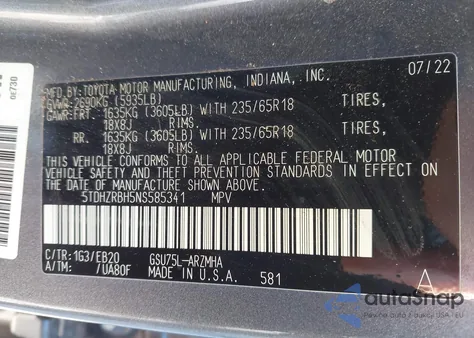 MFD. BY: TOYOTA MOTOR MANUFACTURING, INDIANA, INC. 07/22
GVWR: 2690KG (5935LB)
GAWR: FRT. 1635KG (3605LB) WITH 235/65R18 TIRES,
18X8J RIMS.
RR. 1635KG (3605LB) WITH 235/65R18 TIRES,
18X8J RIMS.
THIS VEHICLE CONFORMS TO ALL APPLICABLE FEDERAL MOTOR
VEHICLE SAFETY AND THEFT PREVENTION STANDARDS IN EFFECT
ON THE DATE OF MANUFACTURE SHOWN ABOVE.
5TDHZRBH5NS585341 MPV
C/TR: 1G3/EB20 GSU75L-ARZMHA
A/TM: /UA80F MADE IN U.S.A. 581 A
autoSnap